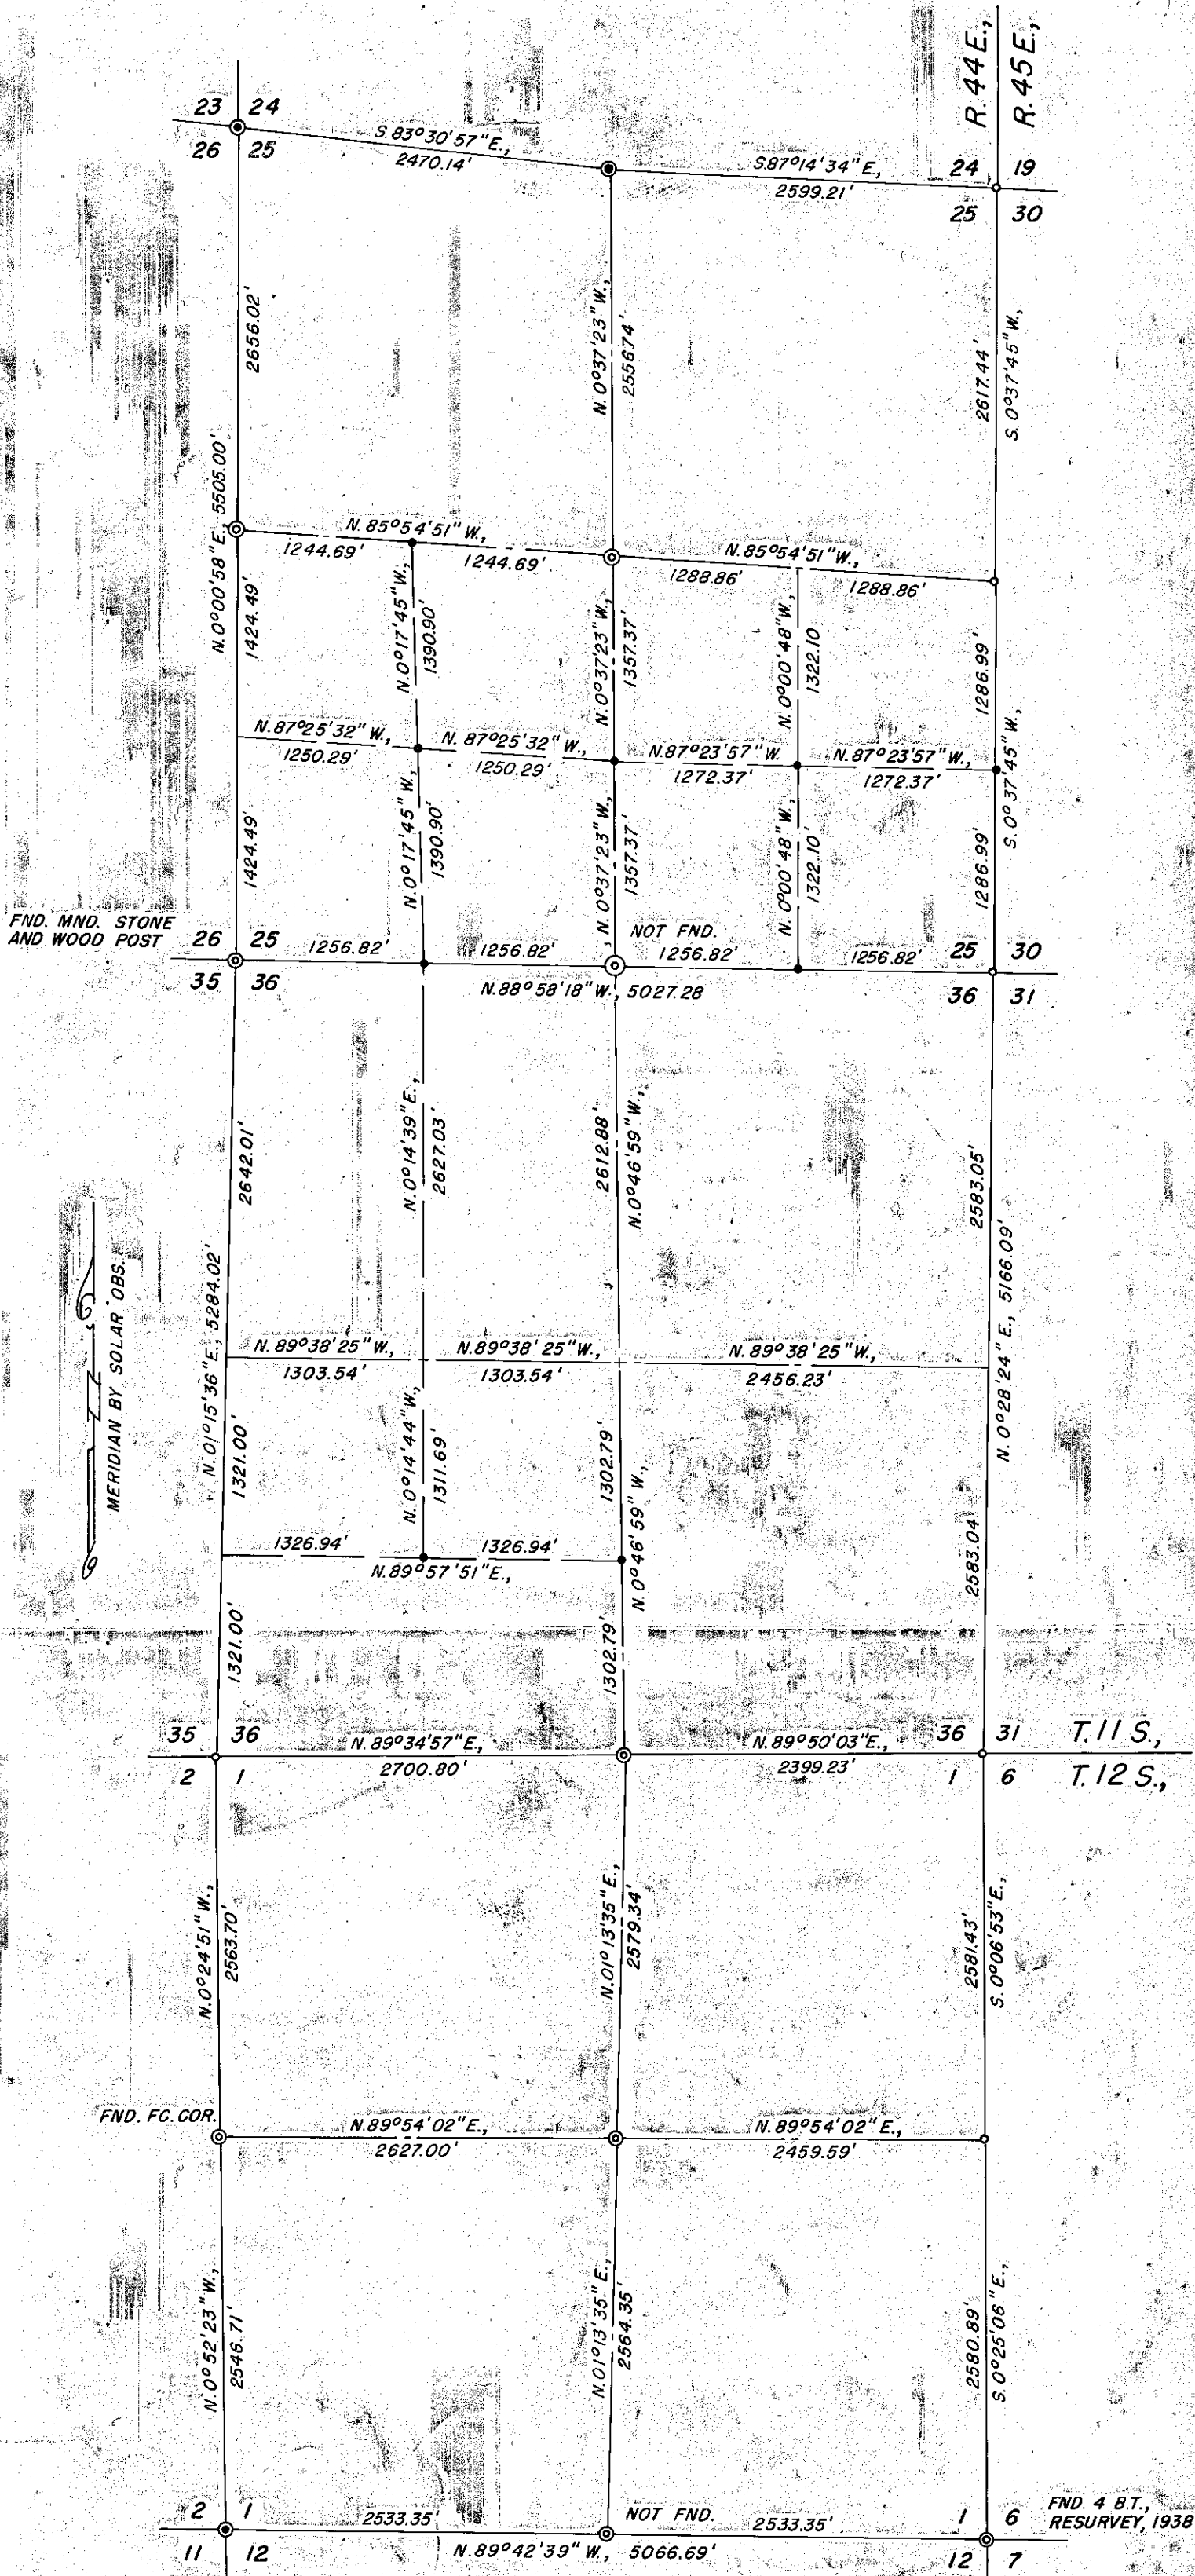 R. 44 E.,
R. 45 E.,
23 24
26 25
S. 83° 30' 57" E.,
2470.14'
S. 87° 14' 34" E.,
2599.21'
24 19
25 30
2656.02'
N. 0° 37' 23" W.,
2556.74'
2617.44'
S. 0° 37' 45" W.,
N. 0° 00' 58" E., 5505.00'
N. 85° 54' 51" W.,
1244.69'
1244.69'
N. 85° 54' 51" W.,
1288.86'
1288.86'
1424.49'
N. 0° 17' 45" W.,
1390.90'
N. 0° 37' 23" W.,
1357.37'
N. 0° 00' 48" W.,
1322.10
1286.99'
S. 0° 37' 45" W.,
N. 87° 25' 32" W.,
1250.29'
N. 87° 25' 32" W.,
1250.29'
N. 87° 23' 57" W.
1272.37'
N. 87° 23' 57" W.,
1272.37'
1424.49'
N. 0° 17' 45" W.,
1390.90'
N. 0° 37' 23" W.,
1357.37'
N. 0° 00' 48" W.,
1322.10'
1286.99'
FND. MND. STONE
AND WOOD POST
26 25
35 36
1256.82'
1256.82'
NOT FND.
1256.82'
1256.82'
25 30
36 31
N. 88° 58' 18" W., 5027.28
2642.01'
N. 0° 14' 39" E.,
2627.03'
2612.88'
N. 0° 46' 59" W.,
2583.05'
N. 0° 28' 24" E., 5166.09'
MERIDIAN BY SOLAR OBS.
N. 01° 15' 36" E., 5284.02'
N. 89° 38' 25" W.,
1303.54'
N. 89° 38' 25" W.,
1303.54'
N. 89° 38' 25" W.,
2456.23'
1321.00'
N. 0° 14' 44" W.,
1311.69'
1302.79'
N. 0° 46' 59" W.,
2583.04
1326.94'
1326.94'
N. 89° 57' 51" E.,
1321.00'
1302.79'
35 36
2 1
N. 89° 34' 57" E.,
2700.80'
N. 89° 50' 03" E.,
2399.23'
36 31
1 6
T. 11 S.,
T. 12 S.,
N. 0° 24' 51" W.,
2563.70'
N. 01° 13' 35" E.,
2579.34'
2581.43'
S. 0° 06' 53" E.,
FND. FC. COR.
N. 89° 54' 02" E.,
2627.00'
N. 89° 54' 02" E.,
2459.59'
N. 0° 52' 23" W.,
2546.71'
N. 01° 13' 35" E.,
2564.35'
2580.89'
S. 0° 25' 06" E.,
2 1
11 12
2533.35'
NOT FND.
2533.35'
N. 89° 42' 39" W., 5066.69'
1 6
12 7
FND. 4 B.T.,
RESURVEY, 1938